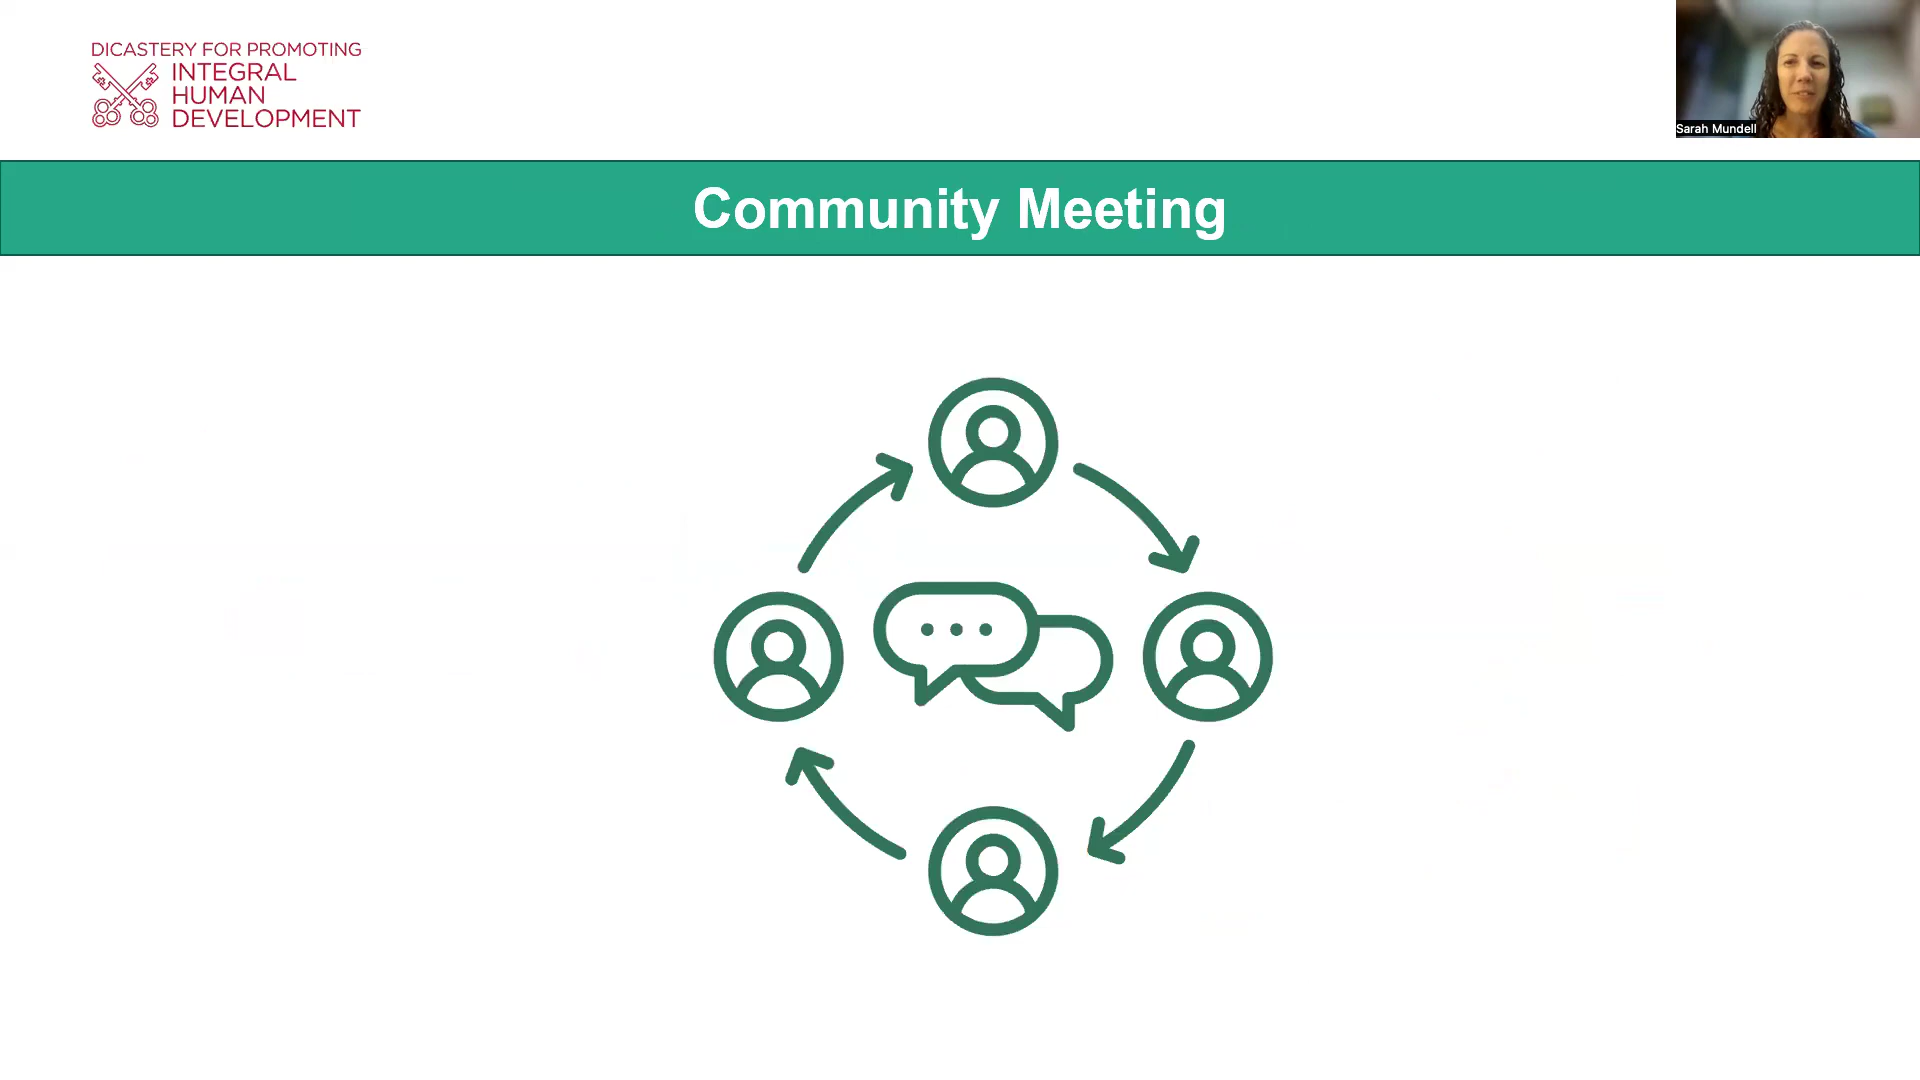 DICASTERY FOR PROMOTING
INTEGRAL
HUMAN
DEVELOPMENT
Sarah Mundell
Community Meeting